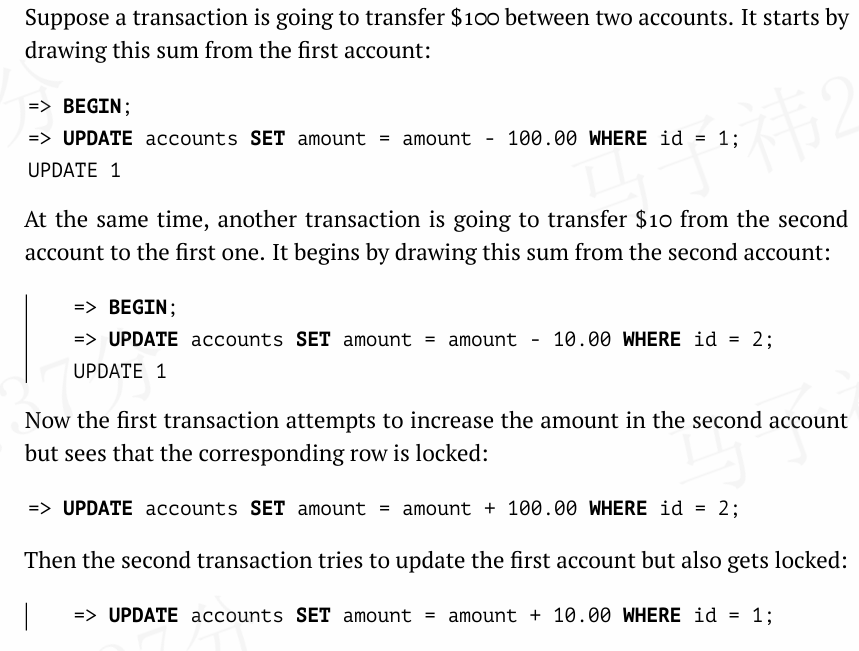 Suppose a transaction is going to transfer $100 between two accounts. It starts by
drawing this sum from the first account:
=> BEGIN;
=> UPDATE accounts SET amount = amount - 100.00 WHERE id = 1;
UPDATE 1
At the same time, another transaction is going to transfer $10 from the second
account to the first one. It begins by drawing this sum from the second account:
=> BEGIN;
=> UPDATE accounts SET amount = amount - 10.00 WHERE id = 2;
UPDATE 1
Now the first transaction attempts to increase the amount in the second account
but sees that the corresponding row is locked:
=> UPDATE accounts SET amount = amount + 100.00 WHERE id = 2;
Then the second transaction tries to update the first account but also gets locked:
=> UPDATE accounts SET amount = amount + 10.00 WHERE id = 1;
马子祎2